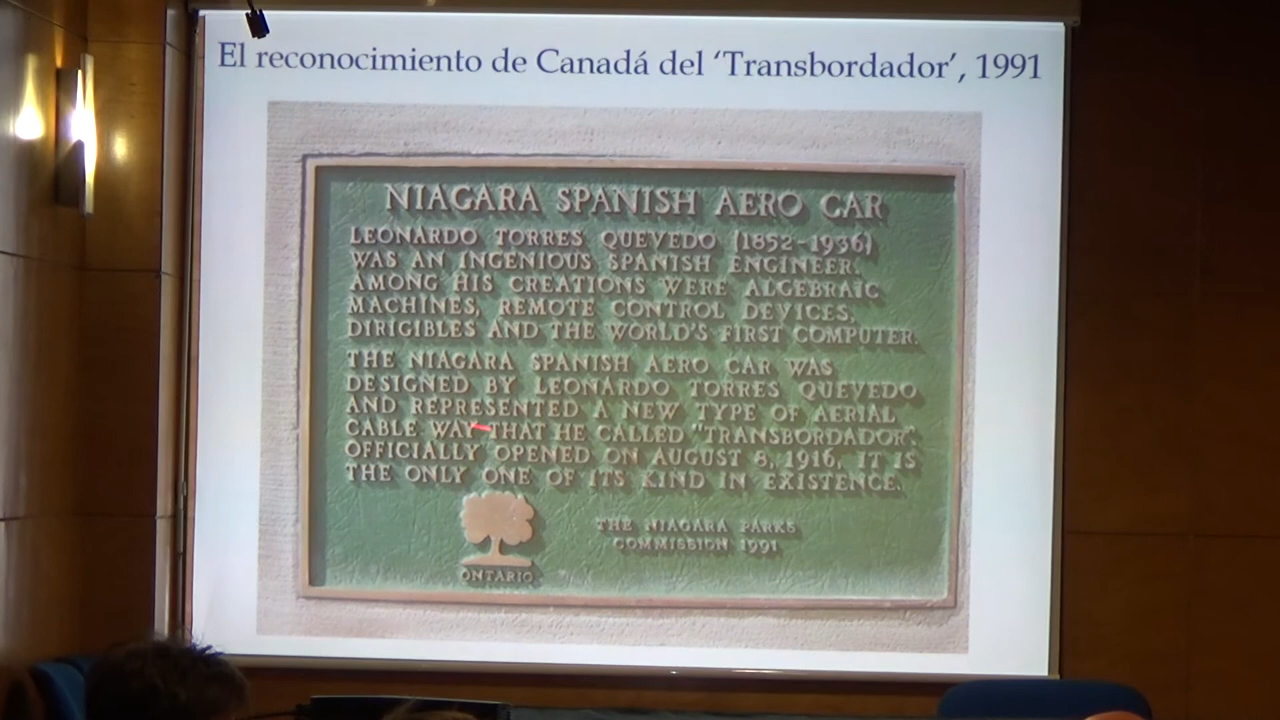 El reconocimiento de Canadá del ‘Transbordador’, 1991
NIAGARA SPANISH AERO CAR
LEONARDO TORRES QUEVEDO (1852-1936)
WAS AN INGENIOUS SPANISH ENGINEER.
AMONG HIS CREATIONS WERE ALGEBRAIC
MACHINES, REMOTE CONTROL DEVICES,
DIRIGIBLES AND THE WORLD'S FIRST COMPUTER.
THE NIAGARA SPANISH AERO CAR WAS
DESIGNED BY LEONARDO TORRES QUEVEDO
AND REPRESENTED A NEW TYPE OF AERIAL
CABLE WAY THAT HE CALLED "TRANSBORDADOR".
OFFICIALLY OPENED ON AUGUST 8, 1916, IT IS
THE ONLY ONE OF ITS KIND IN EXISTENCE.
THE NIAGARA PARKS
COMMISSION 1991
ONTARIO